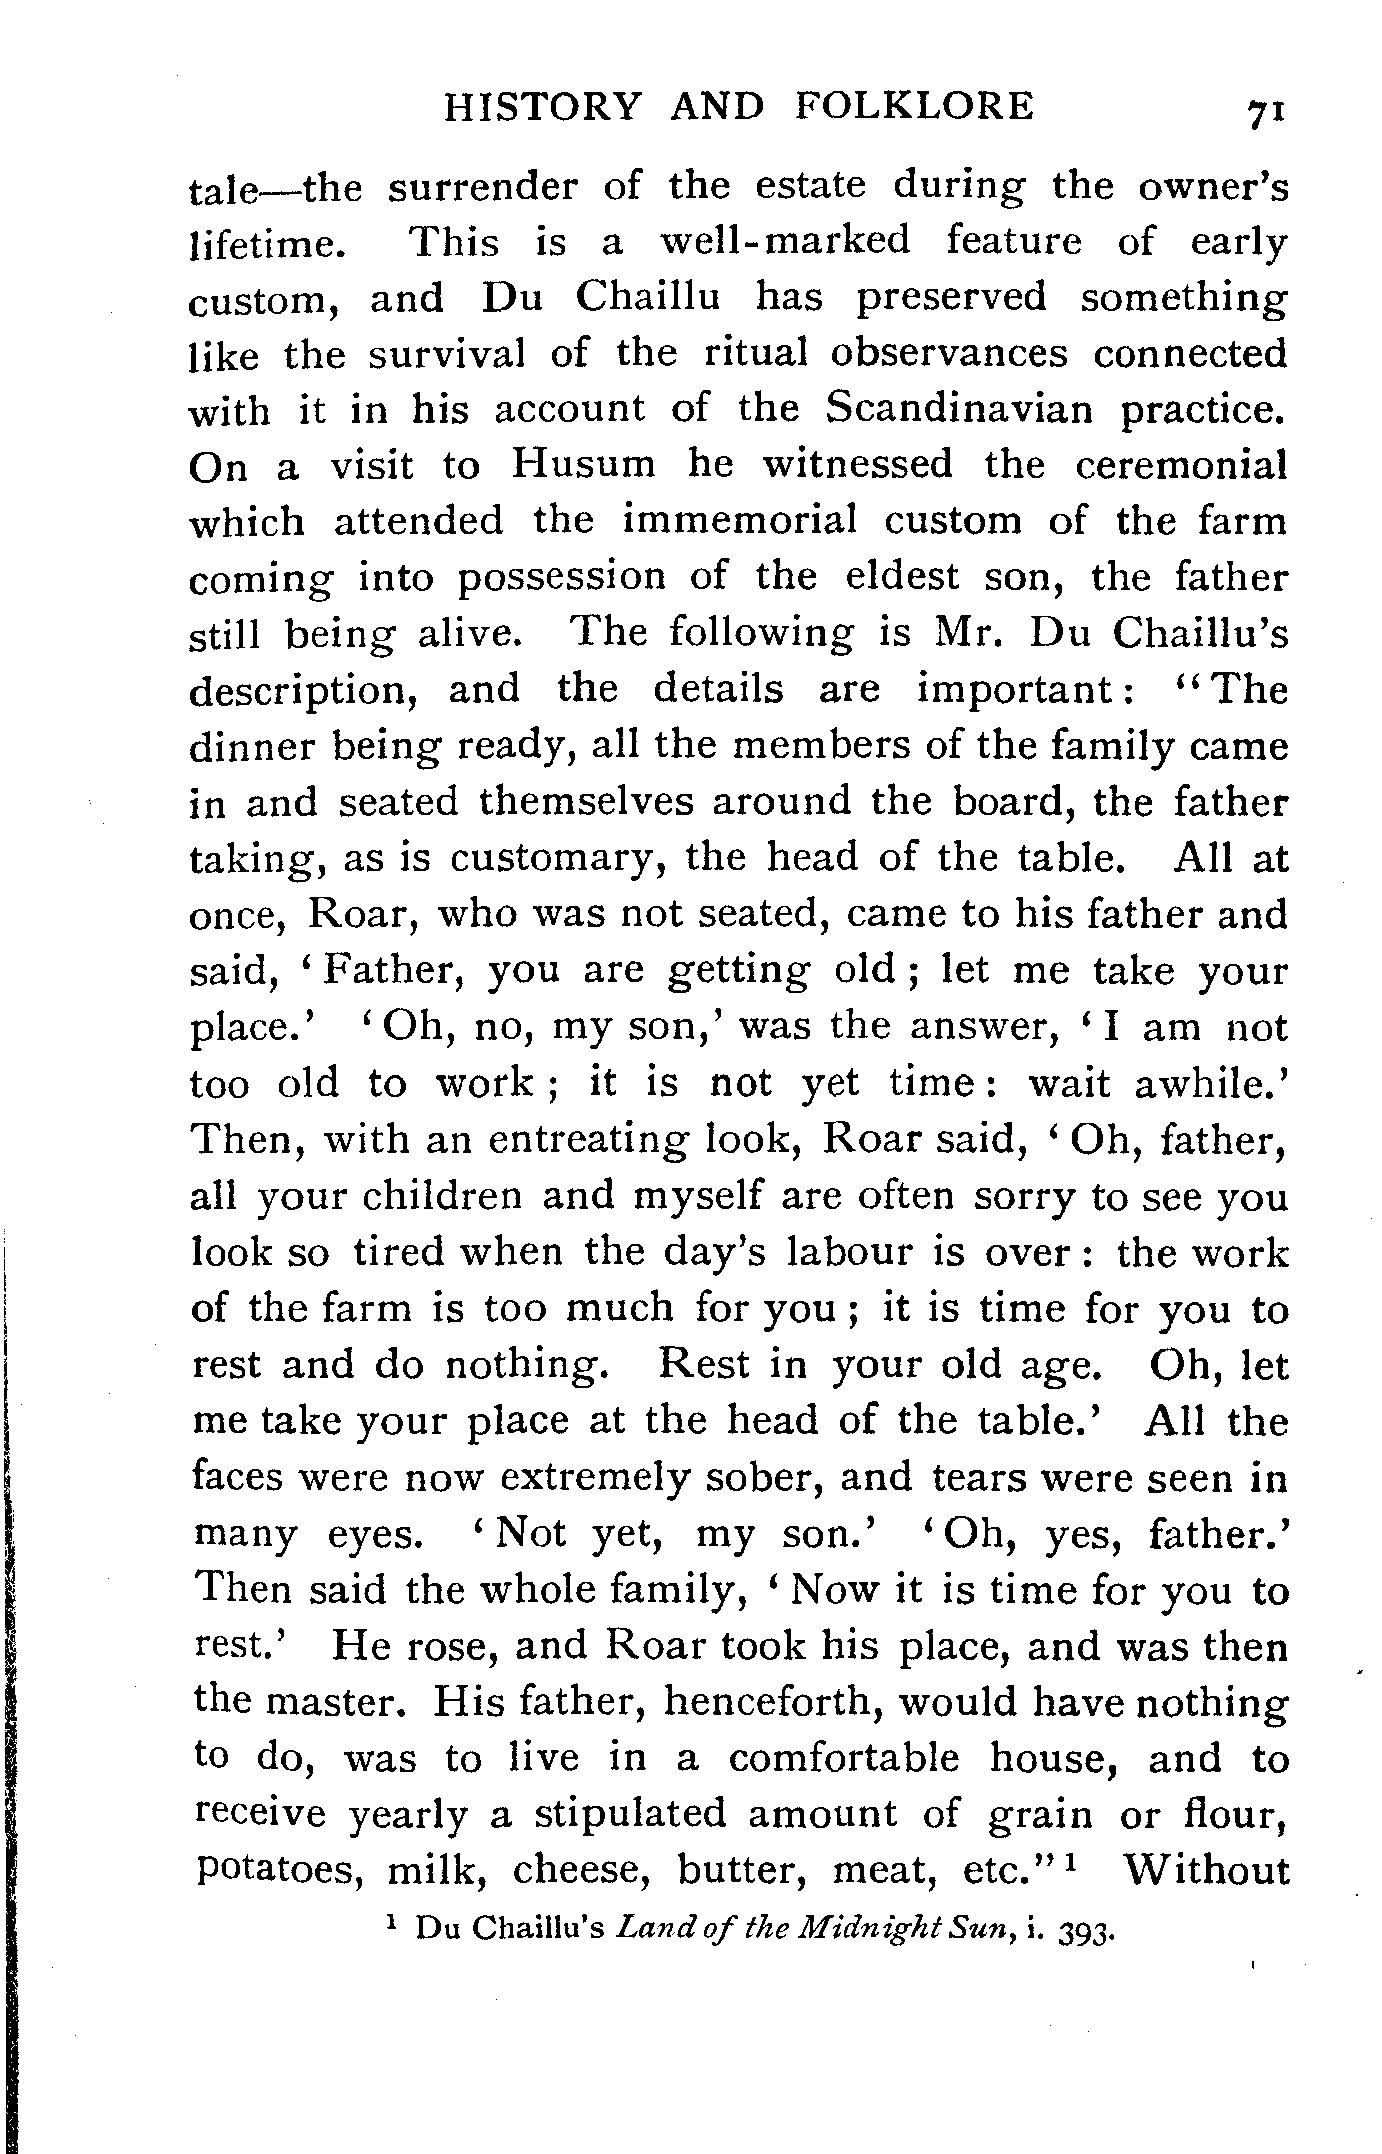 HISTORY AND FOLKLORE 71
tale—the surrender of the estate during the owner's
lifetime. This is a well-marked feature of early
custom, and Du Chaillu has preserved something
like the survival of the ritual observances connected
with it in his account of the Scandinavian practice.
On a visit to Husum he witnessed the ceremonial
which attended the immemorial custom of the farm
coming into possession of the eldest son, the father
still being alive. The following is Mr. Du Chaillu's
description, and the details are important : "The
dinner being ready, all the members of the family came
in and seated themselves around the board, the father
taking, as is customary, the head of the table. All at
once, Roar, who was not seated, came to his father and
said, 'Father, you are getting old ; let me take your
place.' 'Oh, no, my son,' was the answer, 'I am not
too old to work ; it is not yet time : wait awhile.'
Then, with an entreating look, Roar said, 'Oh, father,
all your children and myself are often sorry to see you
look so tired when the day's labour is over : the work
of the farm is too much for you ; it is time for you to
rest and do nothing. Rest in your old age. Oh, let
me take your place at the head of the table.' All the
faces were now extremely sober, and tears were seen in
many eyes. 'Not yet, my son.' 'Oh, yes, father.'
Then said the whole family, 'Now it is time for you to
rest.' He rose, and Roar took his place, and was then
the master. His father, henceforth, would have nothing
to do, was to live in a comfortable house, and to
receive yearly a stipulated amount of grain or flour,
potatoes, milk, cheese, butter, meat, etc."¹ Without
¹ Du Chaillu's Land of the Midnight Sun, i. 393.